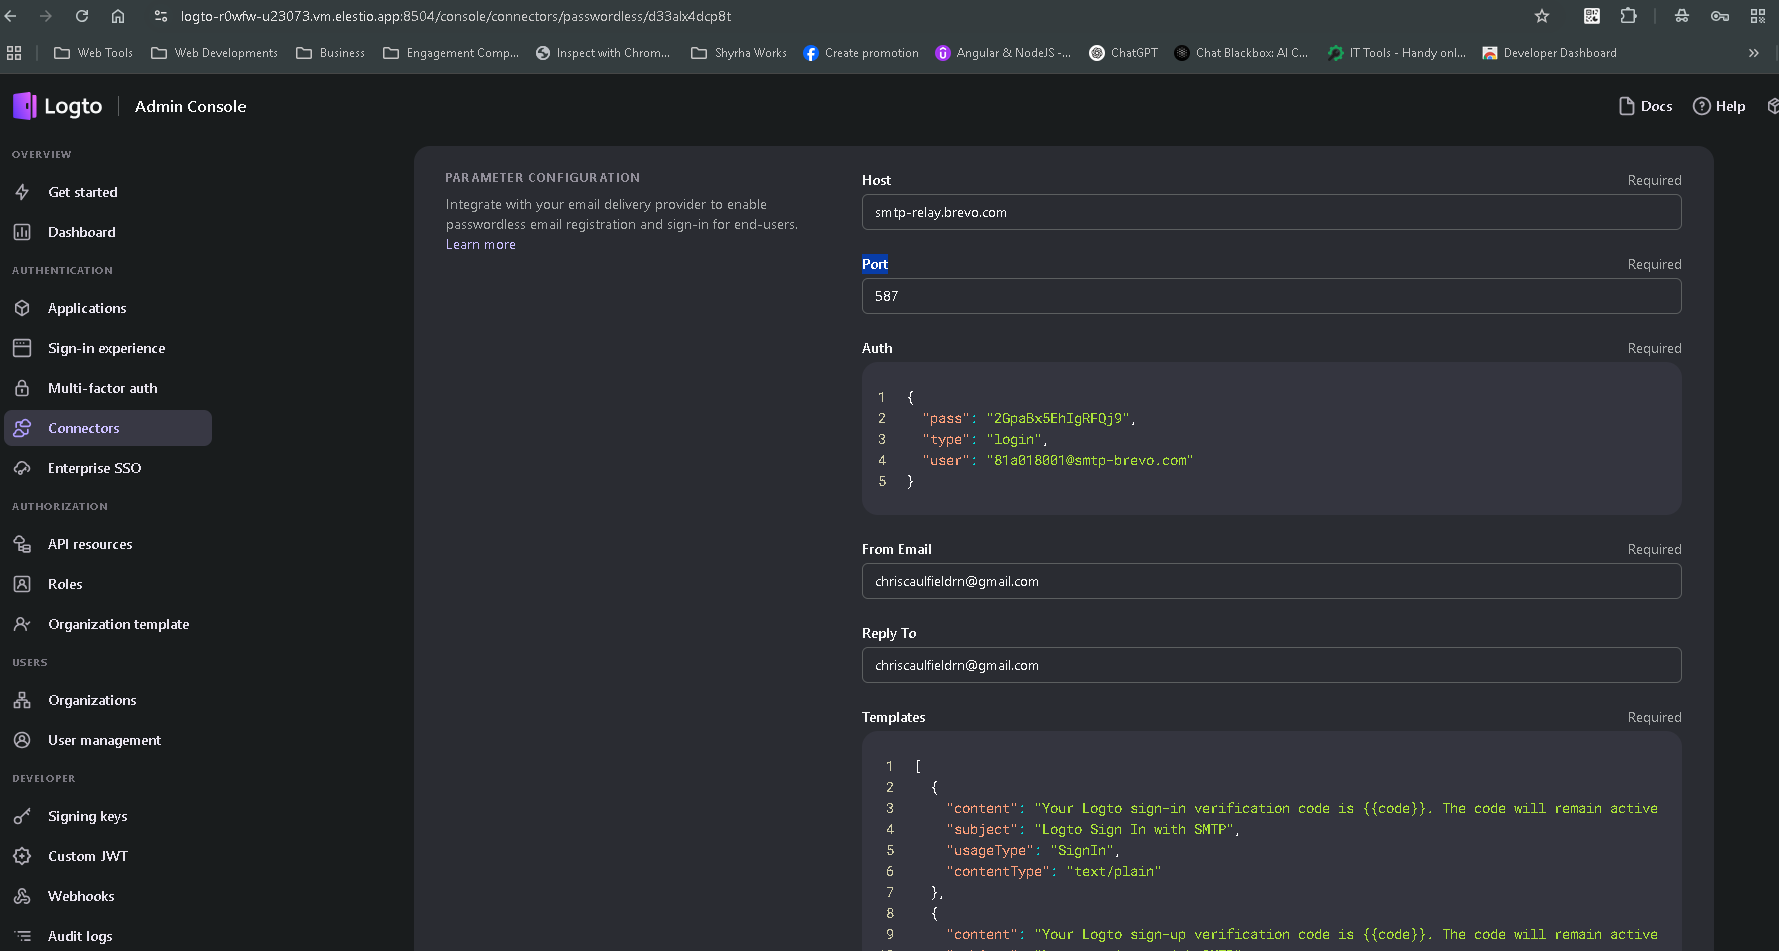 logto-r0wfw-u23073.vm.elestio.app:8504/console/connectors/passwordless/d33alx4dcp8t
Web Tools Web Developments Business Engagement Comp... Inspect with Chrom... Shyrha Works Create promotion Angular & NodeJS -... ChatGPT Chat Blackbox: AI C... IT Tools - Handy onl... Developer Dashboard »
Logto Admin Console Docs Help
OVERVIEW
Get started
Dashboard
AUTHENTICATION
Applications
Sign-in experience
Multi-factor auth
Connectors
Enterprise SSO
AUTHORIZATION
API resources
Roles
Organization template
USERS
Organizations
User management
DEVELOPER
Signing keys
Custom JWT
Webhooks
Audit logs
PARAMETER CONFIGURATION
Integrate with your email delivery provider to enable
passwordless email registration and sign-in for end-users.
Learn more
Host Required
smtp-relay.brevo.com
Port Required
587
Auth Required
1 {
2 "pass": "2GpaBx5EhIgRFQj9",
3 "type": "login",
4 "user": "81a018001@smtp-brevo.com"
5 }
From Email Required
chriscaulfieldrn@gmail.com
Reply To
chriscaulfieldrn@gmail.com
Templates Required
1 [
2 {
3 "content": "Your Logto sign-in verification code is {{code}}. The code will remain active
4 "subject": "Logto Sign In with SMTP",
5 "usageType": "SignIn",
6 "contentType": "text/plain"
7 },
8 {
9 "content": "Your Logto sign-up verification code is {{code}}. The code will remain active